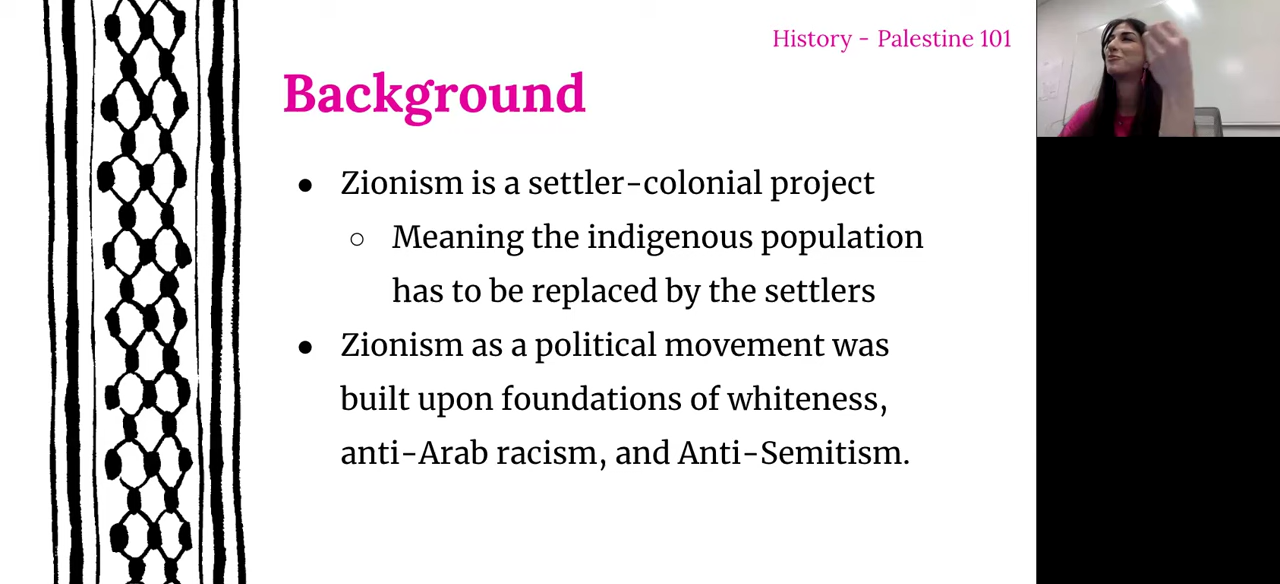 History - Palestine 101
Background
● Zionism is a settler-colonial project
○ Meaning the indigenous population
has to be replaced by the settlers
● Zionism as a political movement was
built upon foundations of whiteness,
anti-Arab racism, and Anti-Semitism.